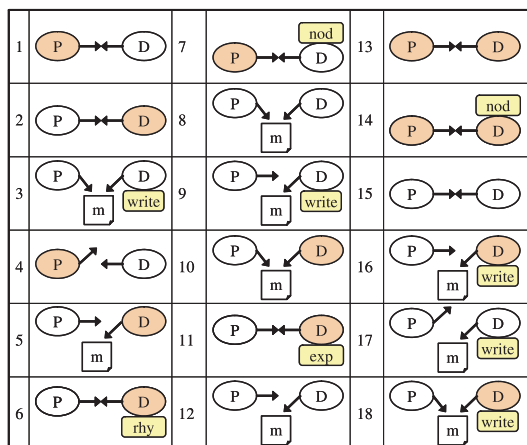 1 P D 7 P nod D 13 P D
2 P D 8 P D m 14 P nod D
3 P D m write 9 P D m write 15 P D
4 P D 10 P D m 16 P D m write
5 P D m 11 P D exp 17 P D m write
6 P D rhy 12 P D m 18 P D m write